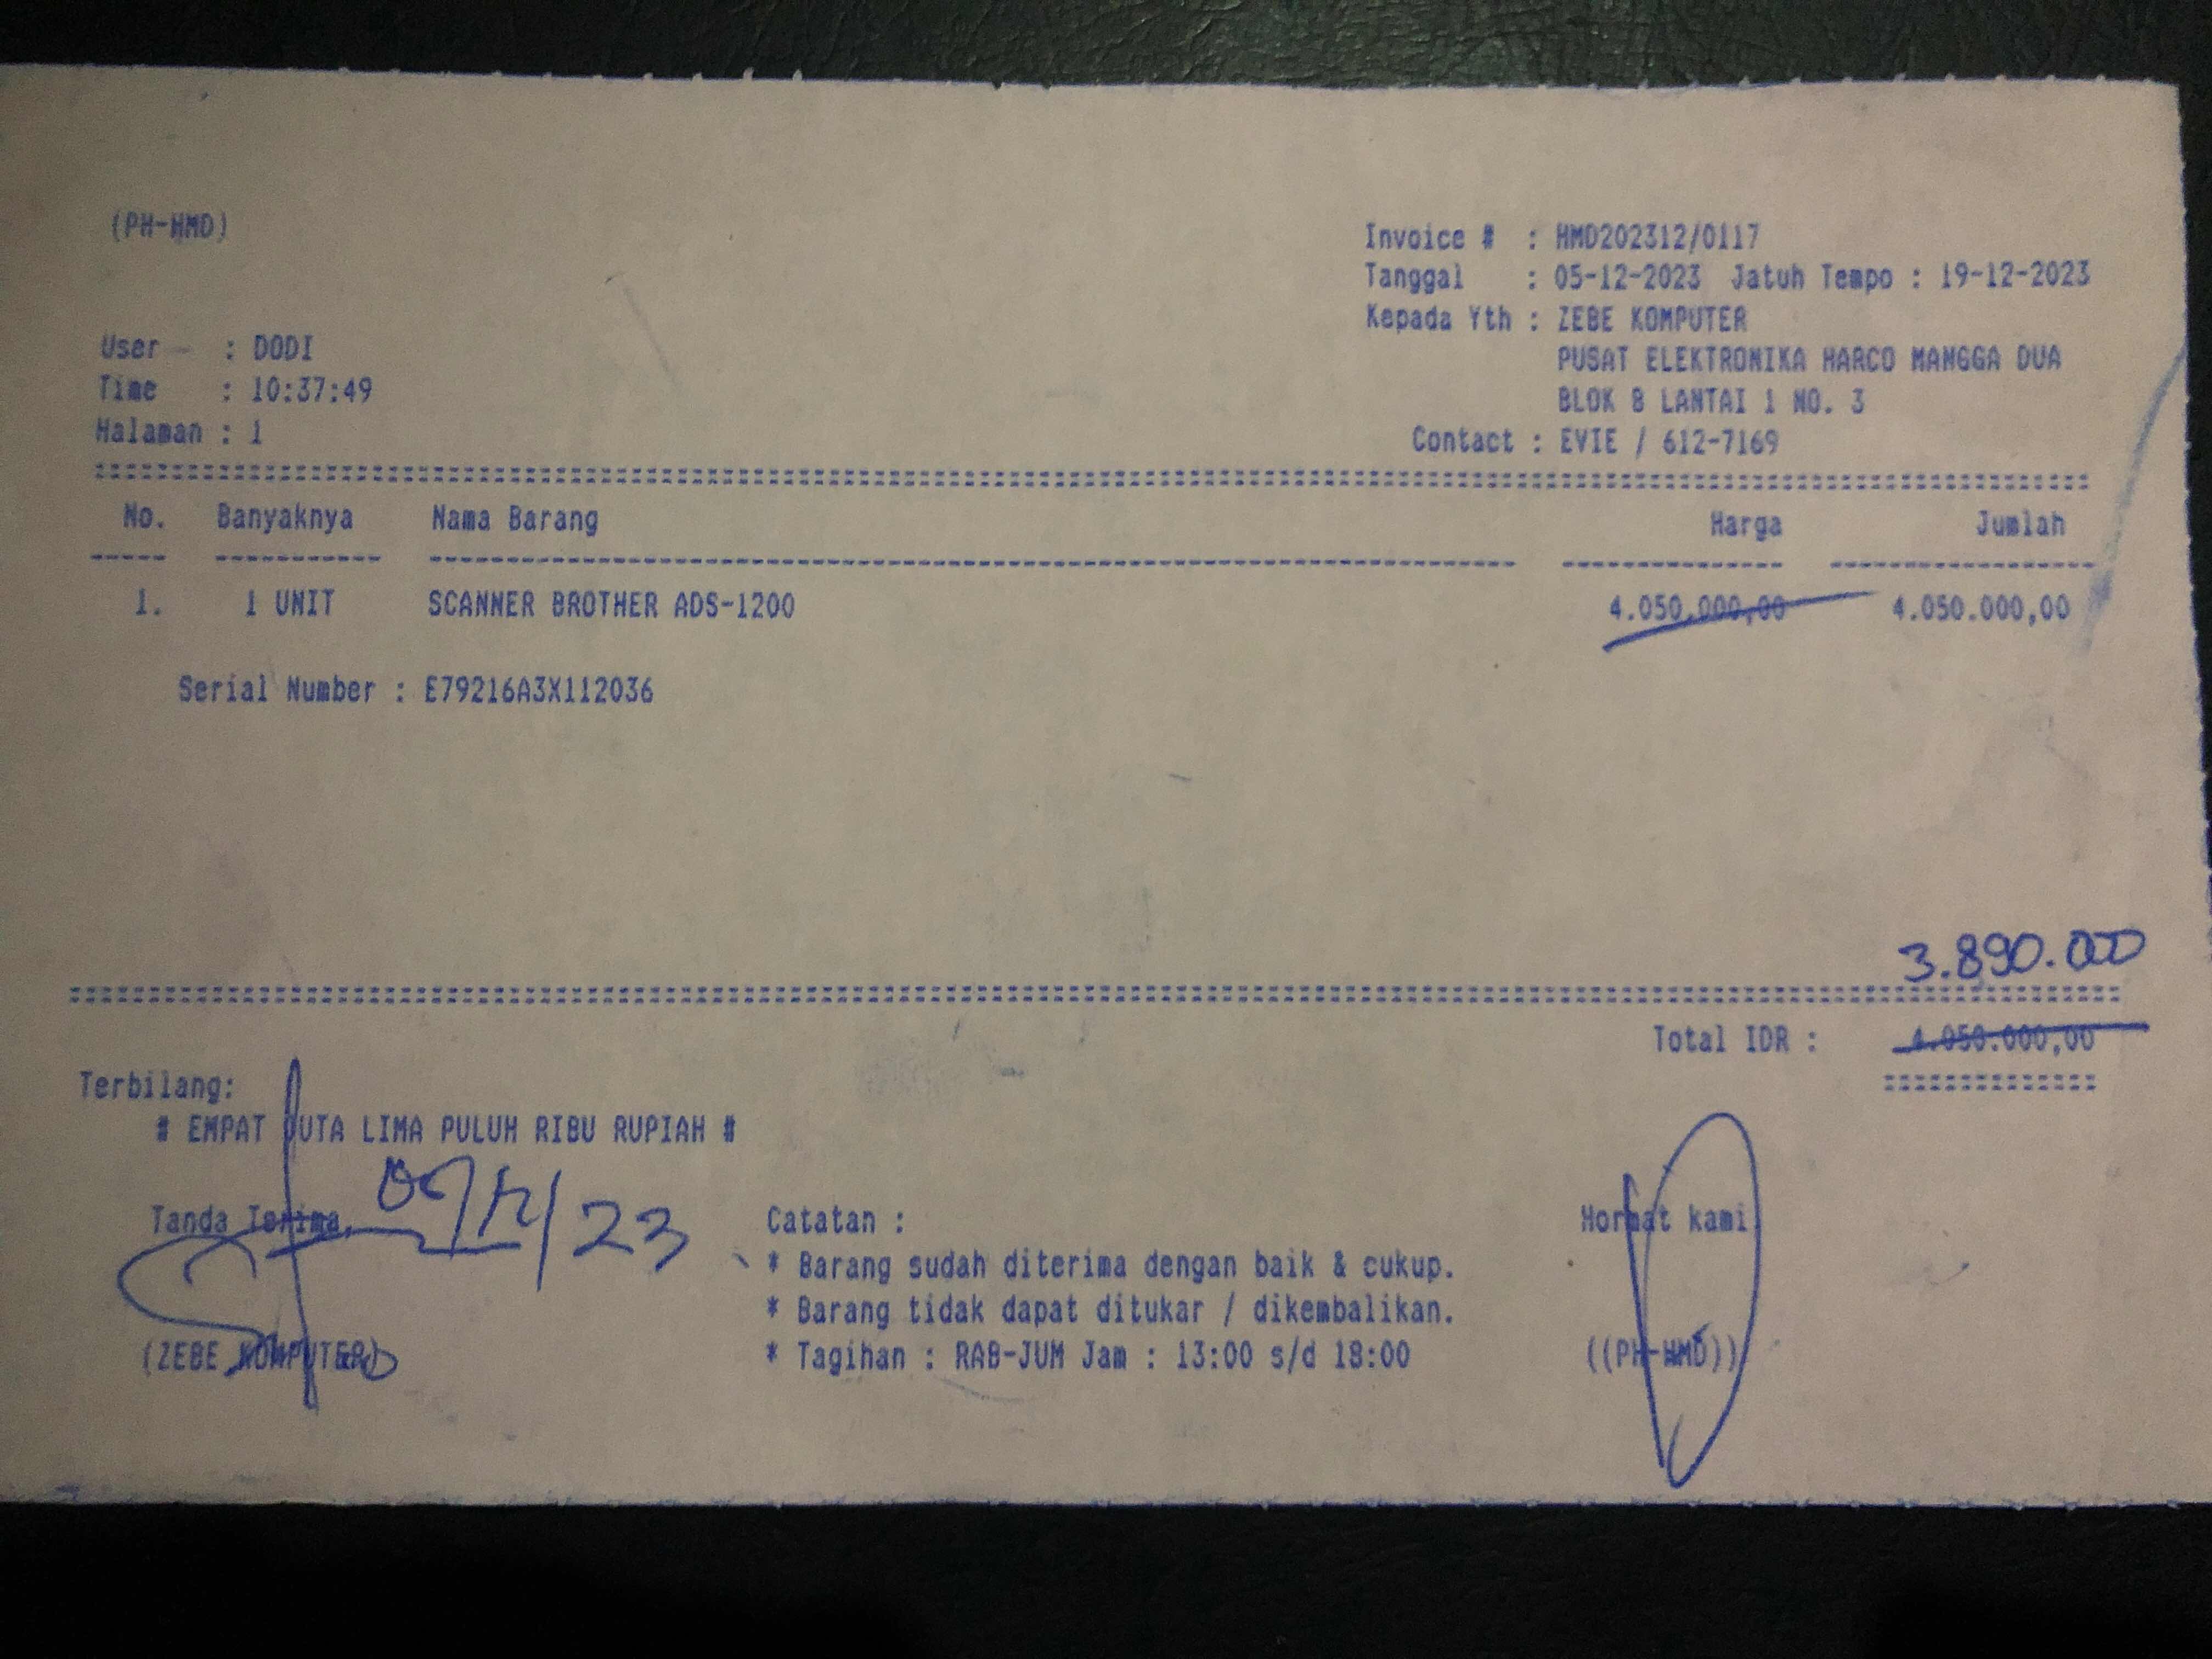 (PH-HMD)
Invoice # : HMD202312/0117
Tanggal : 05-12-2023 Jatuh Tempo : 19-12-2023
Kepada Yth : ZEBE KOMPUTER
PUSAT ELEKTRONIKA HARCO MANGGA DUA
BLOK B LANTAI 1 NO. 3
Contact : EVIE / 612-7169
User : DODI
Time : 10:37:49
Halaman : 1
No. Banyaknya Nama Barang Harga Jumlah
1. 1 UNIT SCANNER BROTHER ADS-1200 4.050.000,00 4.050.000,00
Serial Number : E79216A3X112036
3.890.000
Total IDR : 4.050.000,00
Terbilang:
# EMPAT JUTA LIMA PULUH RIBU RUPIAH #
Tanda Terima, /23
Catatan :
* Barang sudah diterima dengan baik & cukup.
* Barang tidak dapat ditukar / dikembalikan.
* Tagihan : RAB-JUM Jam : 13:00 s/d 18:00
(ZEBE KOMPUTER)
Hormat kami
((PH-HMD))